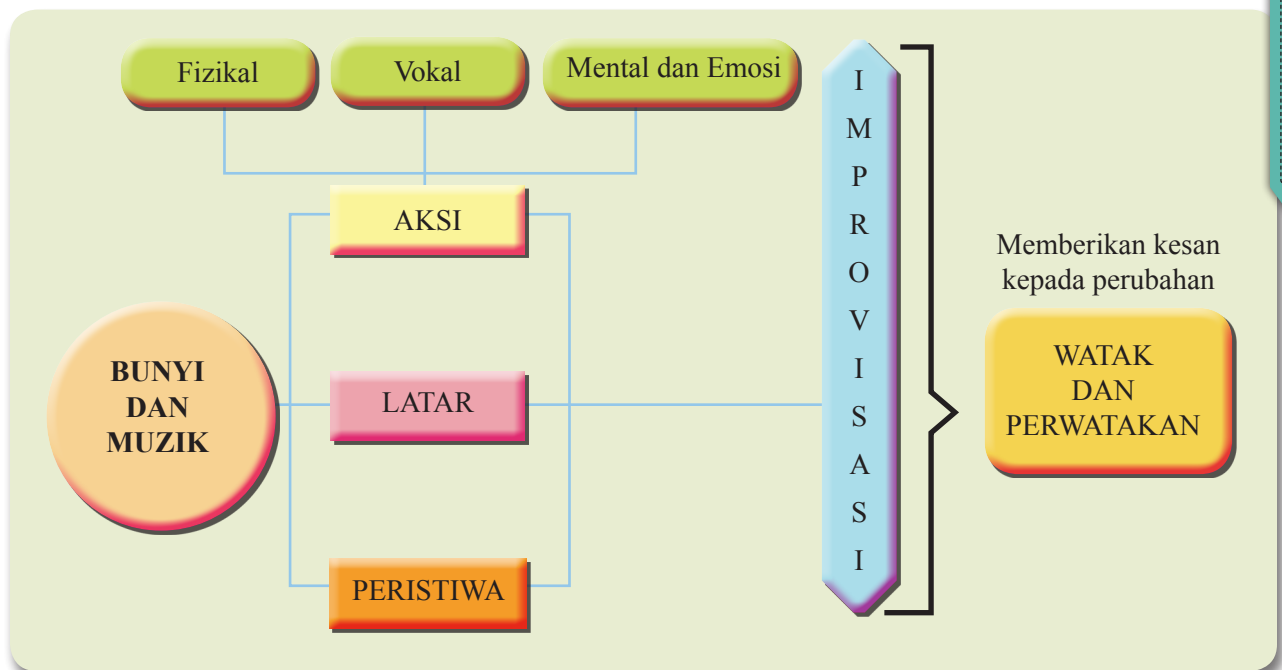 Fizikal
Vokal
Mental dan Emosi
AKSI
BUNYI
DAN
MUZIK
LATAR
PERISTIWA
I
M
P
R
O
V
I
S
A
S
I
Memberikan kesan
kepada perubahan
WATAK
DAN
PERWATAKAN